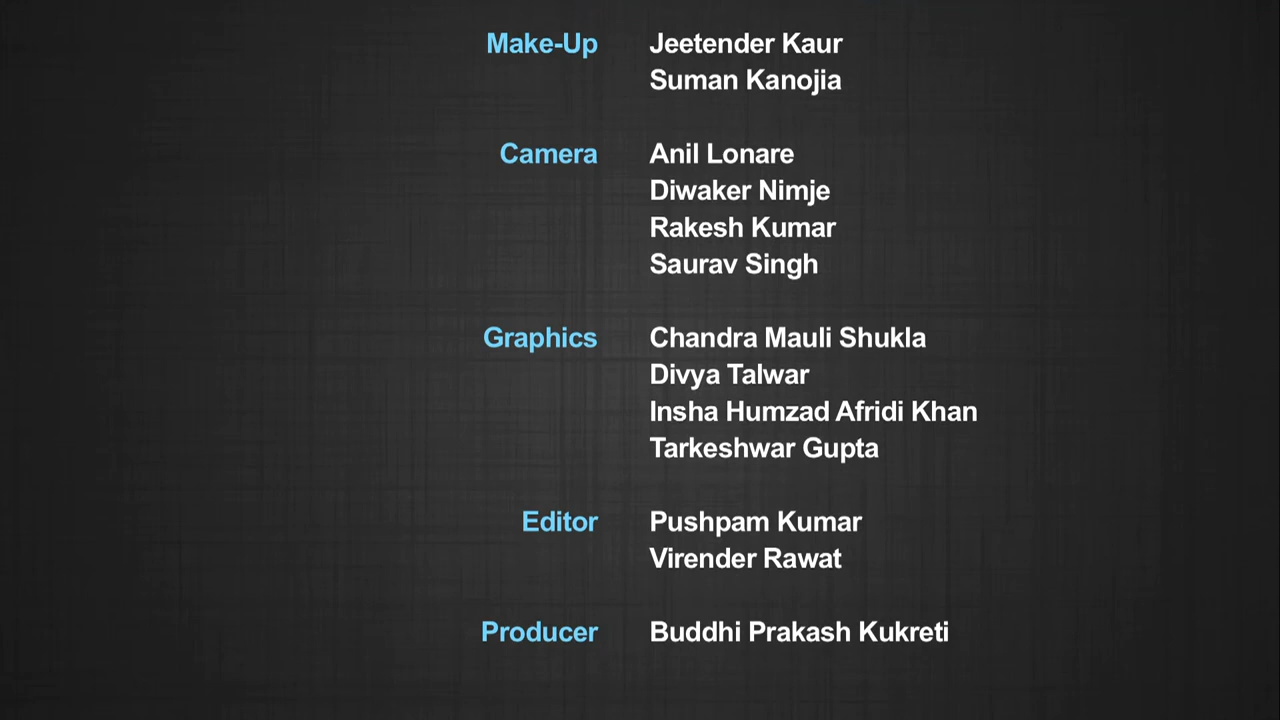 Make-Up Jeetender Kaur
Suman Kanojia
Camera Anil Lonare
Diwaker Nimje
Rakesh Kumar
Saurav Singh
Graphics Chandra Mauli Shukla
Divya Talwar
Insha Humzad Afridi Khan
Tarkeshwar Gupta
Editor Pushpam Kumar
Virender Rawat
Producer Buddhi Prakash Kukreti